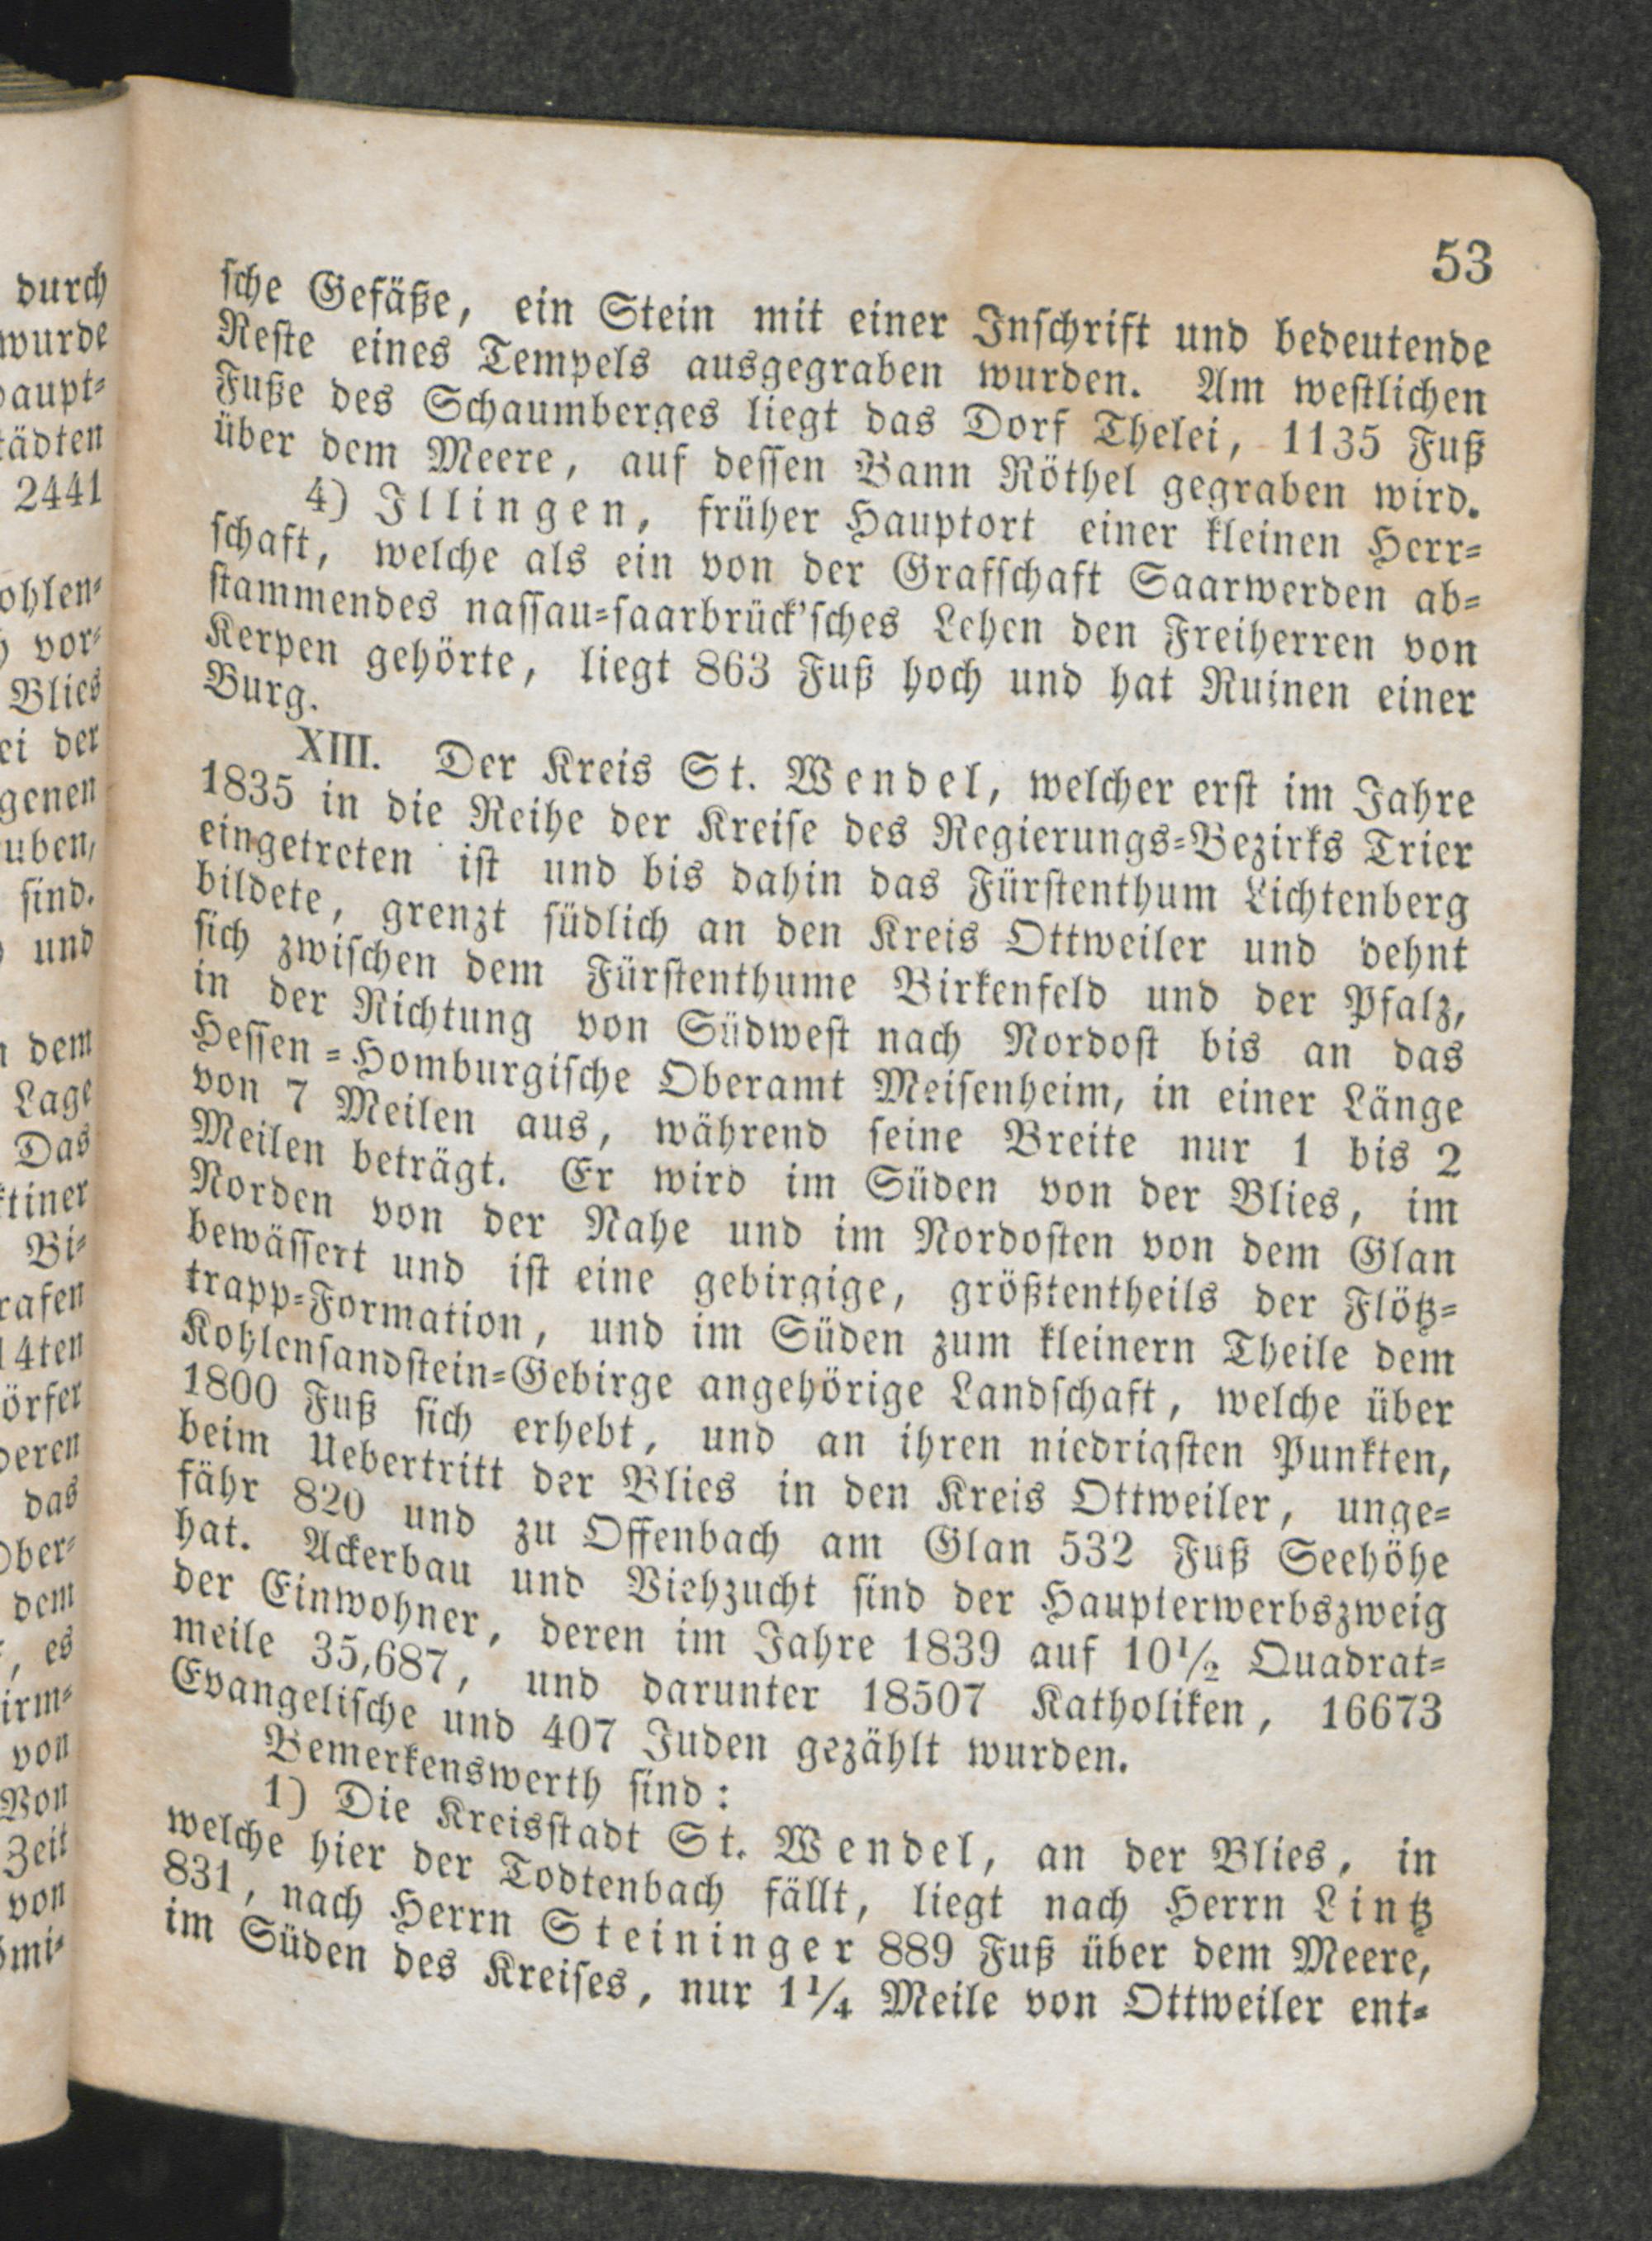 53
sche Gefäße, ein Stein mit einer Inschrift und bedeutende
Reste eines Tempels ausgegraben wurden. Am westlichen
Fuße des Schaumberges liegt das Dorf Thelei, 1135 Fuß
über dem Meere, auf dessen Bann Röthel gegraben wird.
4) Illingen, früher Hauptort einer kleinen Herr-
schaft, welche als ein von der Grafschaft Saarwerden ab-
stammendes nassau-saarbrück'sches Lehen den Freiherren von
Kerpen gehörte, liegt 863 Fuß hoch und hat Ruinen einer
Burg.
XIII. Der Kreis St. Wendel, welcher erst im Jahre
1835 in die Reihe der Kreise des Regierungs-Bezirks Trier
eingetreten ist und bis dahin das Fürstenthum Lichtenberg
bildete, grenzt südlich an den Kreis Ottweiler und dehnt
sich zwischen dem Fürstenthume Birkenfeld und der Pfalz,
in der Richtung von Südwest nach Nordost bis an das
Hessen-Homburgische Oberamt Meisenheim, in einer Länge
von 7 Meilen aus, während seine Breite nur 1 bis 2
Meilen beträgt. Er wird im Süden von der Blies, im
Norden von der Nahe und im Nordosten von dem Glan
bewässert und ist eine gebirgige, größtentheils der Flötz-
trapp-Formation, und im Süden zum kleinern Theile dem
Kohlensandstein-Gebirge angehörige Landschaft, welche über
1800 Fuß sich erhebt, und an ihren niedrigsten Punkten,
beim Uebertritt der Blies in den Kreis Ottweiler, unge-
fähr 820 und zu Offenbach am Glan 532 Fuß Seehöhe
hat. Ackerbau und Viehzucht sind der Haupterwerbszweig
der Einwohner, deren im Jahre 1839 auf 10½ Quadrat-
meile 35,687, und darunter 18507 Katholiken, 16673
Evangelische und 407 Juden gezählt wurden.
Bemerkenswerth sind:
1) Die Kreisstadt St. Wendel, an der Blies, in
welche hier der Todtenbach fällt, liegt nach Herrn Lintz
831, nach Herrn Steininger 889 Fuß über dem Meere,
im Süden des Kreises, nur 1¼ Meile von Ottweiler ent-